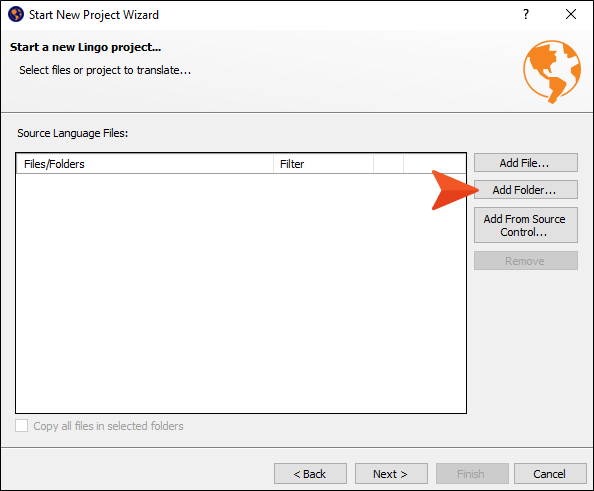 Start New Project Wizard
?
Start a new Lingo project...
Select files or project to translate...
Source Language Files:
Files/Folders Filter
Add File...
Add Folder...
Add From Source
Control...
Remove
Copy all files in selected folders
< Back Next > Finish Cancel